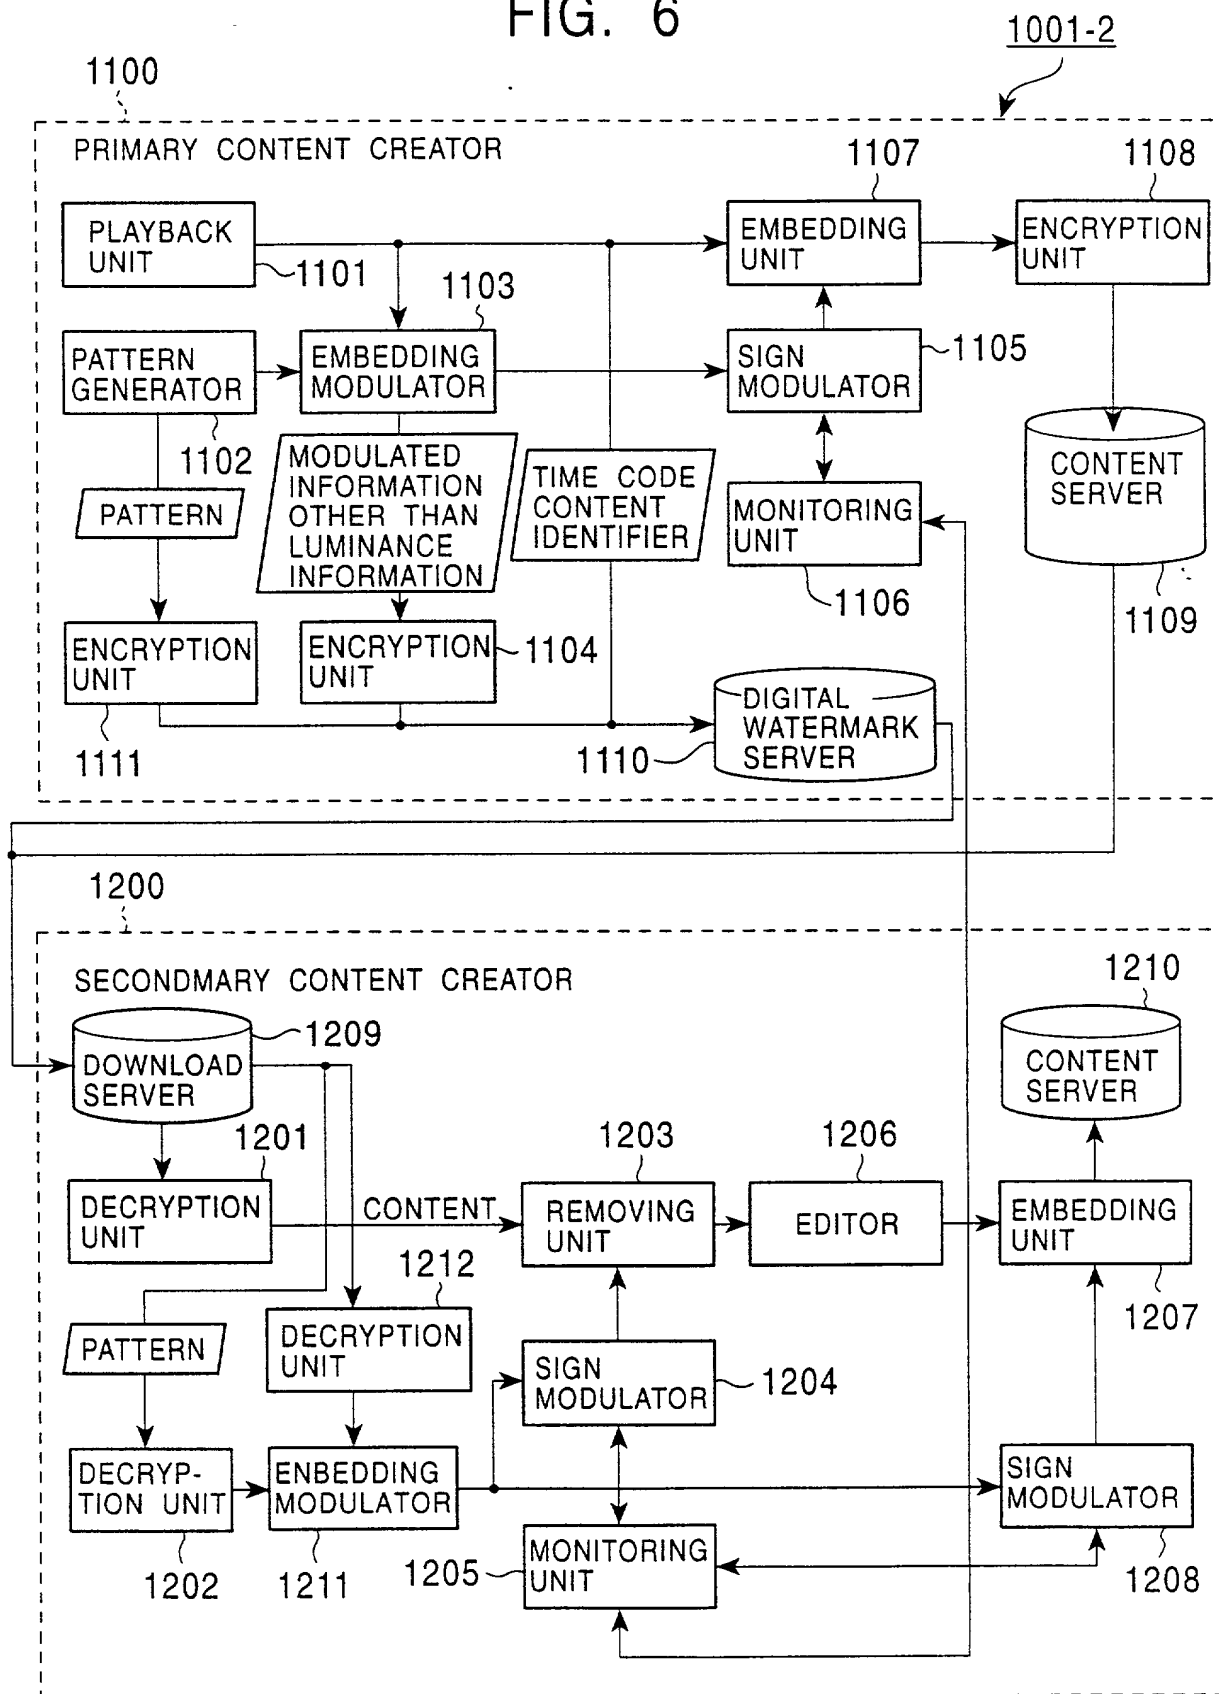 FIG. 6
1001-2
1100
PRIMARY CONTENT CREATOR
1107
1108
PLAYBACK
UNIT
1101
EMBEDDING
UNIT
ENCRYPTION
UNIT
1103
PATTERN
GENERATOR
1102
EMBEDDING
MODULATOR
SIGN
MODULATOR
1105
MODULATED
INFORMATION
OTHER THAN
LUMINANCE
INFORMATION
TIME CODE
CONTENT
IDENTIFIER
PATTERN
MONITORING
UNIT
1106
CONTENT
SERVER
1109
ENCRYPTION
UNIT
1111
ENCRYPTION
UNIT
1104
DIGITAL
WATERMARK
SERVER
1110
1200
SECONDMARY CONTENT CREATOR
1210
1209
DOWNLOAD
SERVER
CONTENT
SERVER
1201
1203
1206
DECRYPTION
UNIT
CONTENT
REMOVING
UNIT
EDITOR
EMBEDDING
UNIT
1207
1212
PATTERN
DECRYPTION
UNIT
SIGN
MODULATOR
1204
DECRYP-
TION UNIT
1202
ENBEDDING
MODULATOR
1211
SIGN
MODULATOR
1208
1205
MONITORING
UNIT